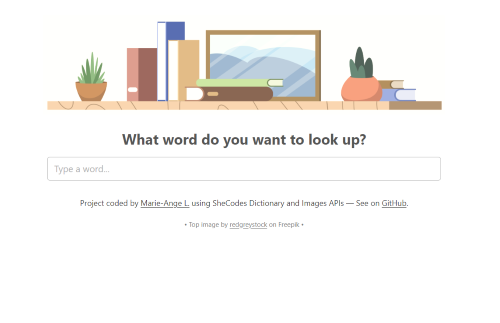 What word do you want to look up?
Type a word...
Project coded by Marie-Ange L. using SheCodes Dictionary and Images APIs — See on GitHub.
• Top image by redgreystock on Freepik •